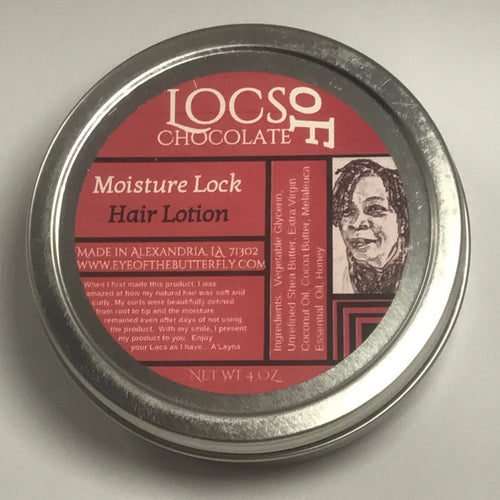 LOCS OF
CHOCOLATE
Moisture Lock
Hair Lotion
MADE IN ALEXANDRIA, LA 71302
WWW.EYEOFTHEBUTTERFLY.COM
When I first made this product, I was
amazed at how my natural hair was soft and
curly. My curls were beautifully defined
from root to tip and the moisture
remained even after days of not using
the product. With my smile, I present
my product to you. Enjoy
your Locs as I have... A'Layna
Ingredients: Vegetable Glycerin,
Unrefined Shea Butter, Extra Virgin
Coconut Oil, Cocoa Butter, Melaleuca
Essential Oil, Honey
NET WT 4 OZ.